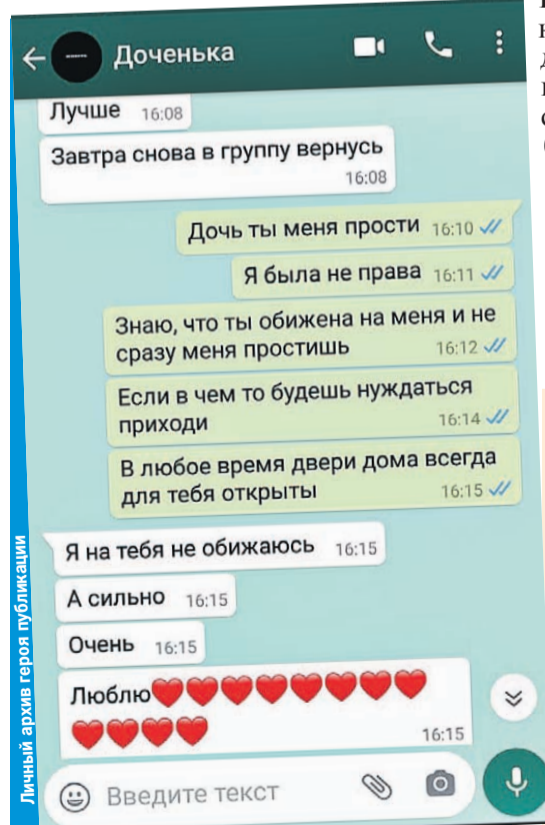 Доченька
Лучше 16:08
Завтра снова в группу вернусь
16:08
Дочь ты меня прости 16:10
Я была не права 16:11
Знаю, что ты обижена на меня и не
сразу меня простишь 16:12
Если в чем то будешь нуждаться
приходи 16:14
В любое время двери дома всегда
для тебя открыты 16:15
Я на тебя не обижаюсь 16:15
А сильно 16:15
Очень 16:15
Люблю❤️❤️❤️❤️❤️❤️❤️❤️
❤️❤️❤️❤️
16:15
Введите текст
Личный архив героя публикации